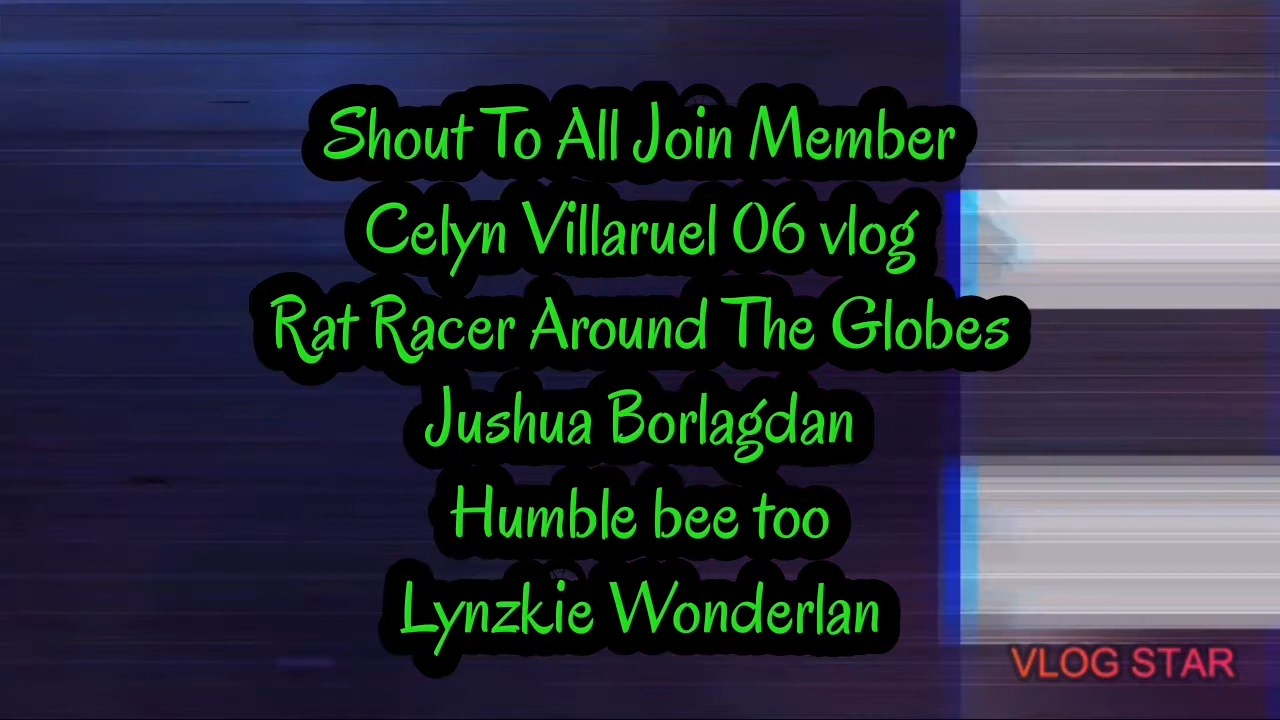 Shout To All Join Member
Celyn Villaruel 06 vlog
Rat Racer Around The Globes
Jushua Borlagdan
Humble bee too
Lynzkie Wonderlan
VLOG STAR